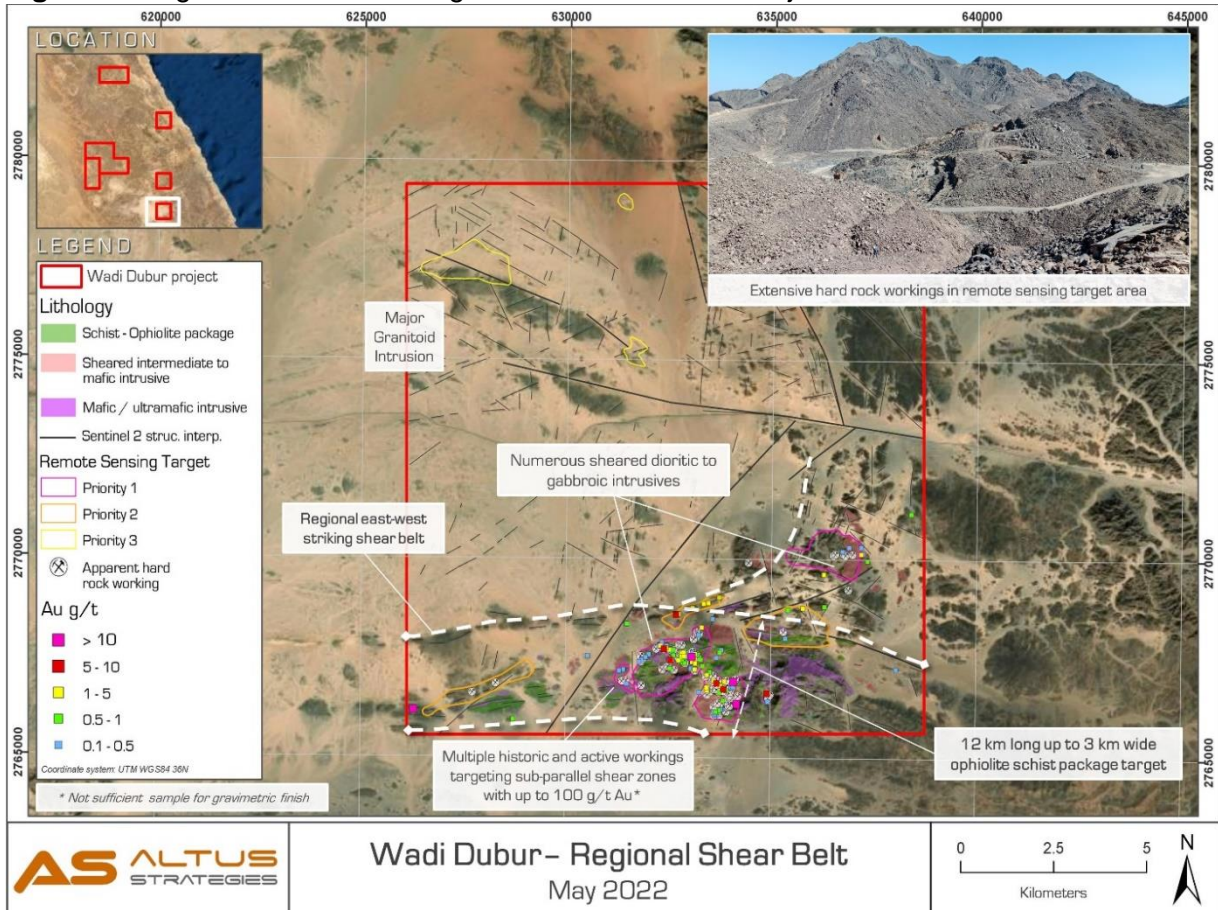 620000 625000 630000 635000 640000 645000
LOCATION
2780000 2780000
Extensive hard rock workings in remote sensing target area
LEGEND
Wadi Dubur project
Lithology
Schist - Ophiolite package
Sheared intermediate to
mafic intrusive
Mafic / ultramafic intrusive
Sentinel 2 struc. interp.
Remote Sensing Target
Priority 1
Priority 2
Priority 3
Apparent hard
rock working
Au g/t
> 10
5 - 10
1 - 5
0.5 - 1
0.1 - 0.5
Coordinate system: UTM WGS84 36N
* Not sufficient sample for gravimetric finish
Major
Granitoid
Intrusion
2775000 2775000
Numerous sheared dioritic to
gabbroic intrusives
Regional east-west
striking shear belt
2770000 2770000
2765000 2765000
Multiple historic and active workings
targeting sub-parallel shear zones
with up to 100 g/t Au*
12 km long up to 3 km wide
ophiolite schist package target
AS ALTUS
STRATEGIES
Wadi Dubur – Regional Shear Belt
May 2022
0 2.5 5
Kilometers
N